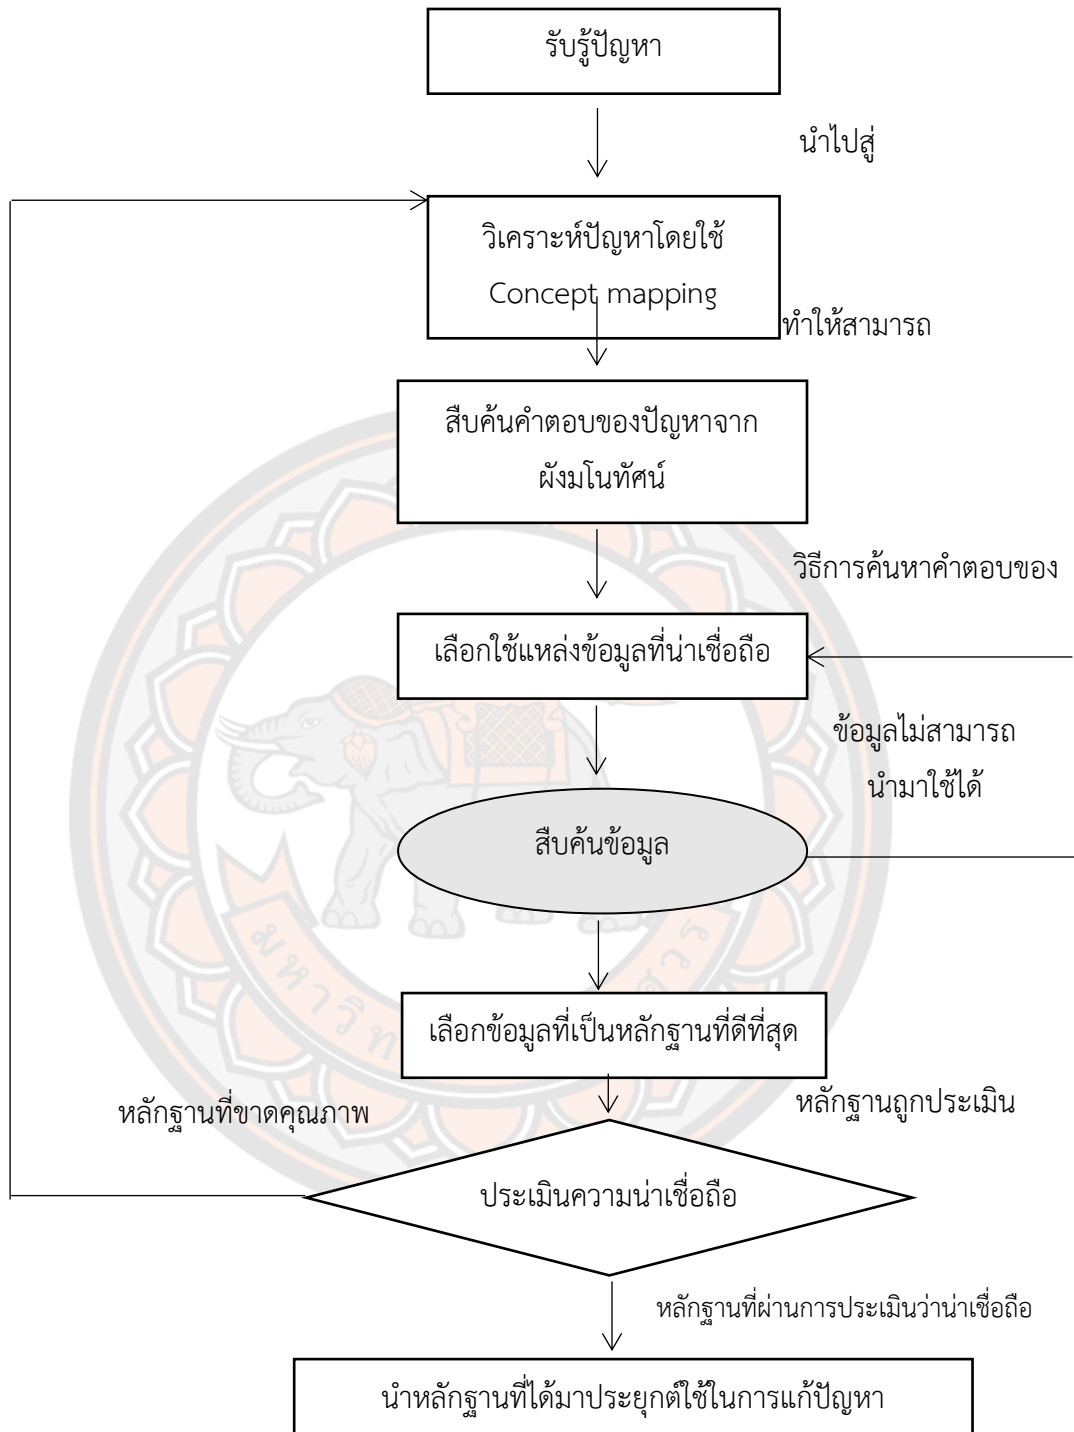 รับรู้ปัญหา
นำไปสู่
วิเคราะห์ปัญหาโดยใช้
Concept mapping
ทำให้สามารถ
สืบค้นคำตอบของปัญหาจาก
ผังมโนทัศน์
วิธีการค้นหาคำตอบของ
เลือกใช้แหล่งข้อมูลที่น่าเชื่อถือ
ข้อมูลไม่สามารถ
นำมาใช้ได้
สืบค้นข้อมูล
เลือกข้อมูลที่เป็นหลักฐานที่ดีที่สุด
หลักฐานถูกประเมิน
หลักฐานที่ขาดคุณภาพ
ประเมินความน่าเชื่อถือ
หลักฐานที่ผ่านการประเมินว่าน่าเชื่อถือ
นำหลักฐานที่ได้มาประยุกต์ใช้ในการแก้ปัญหา